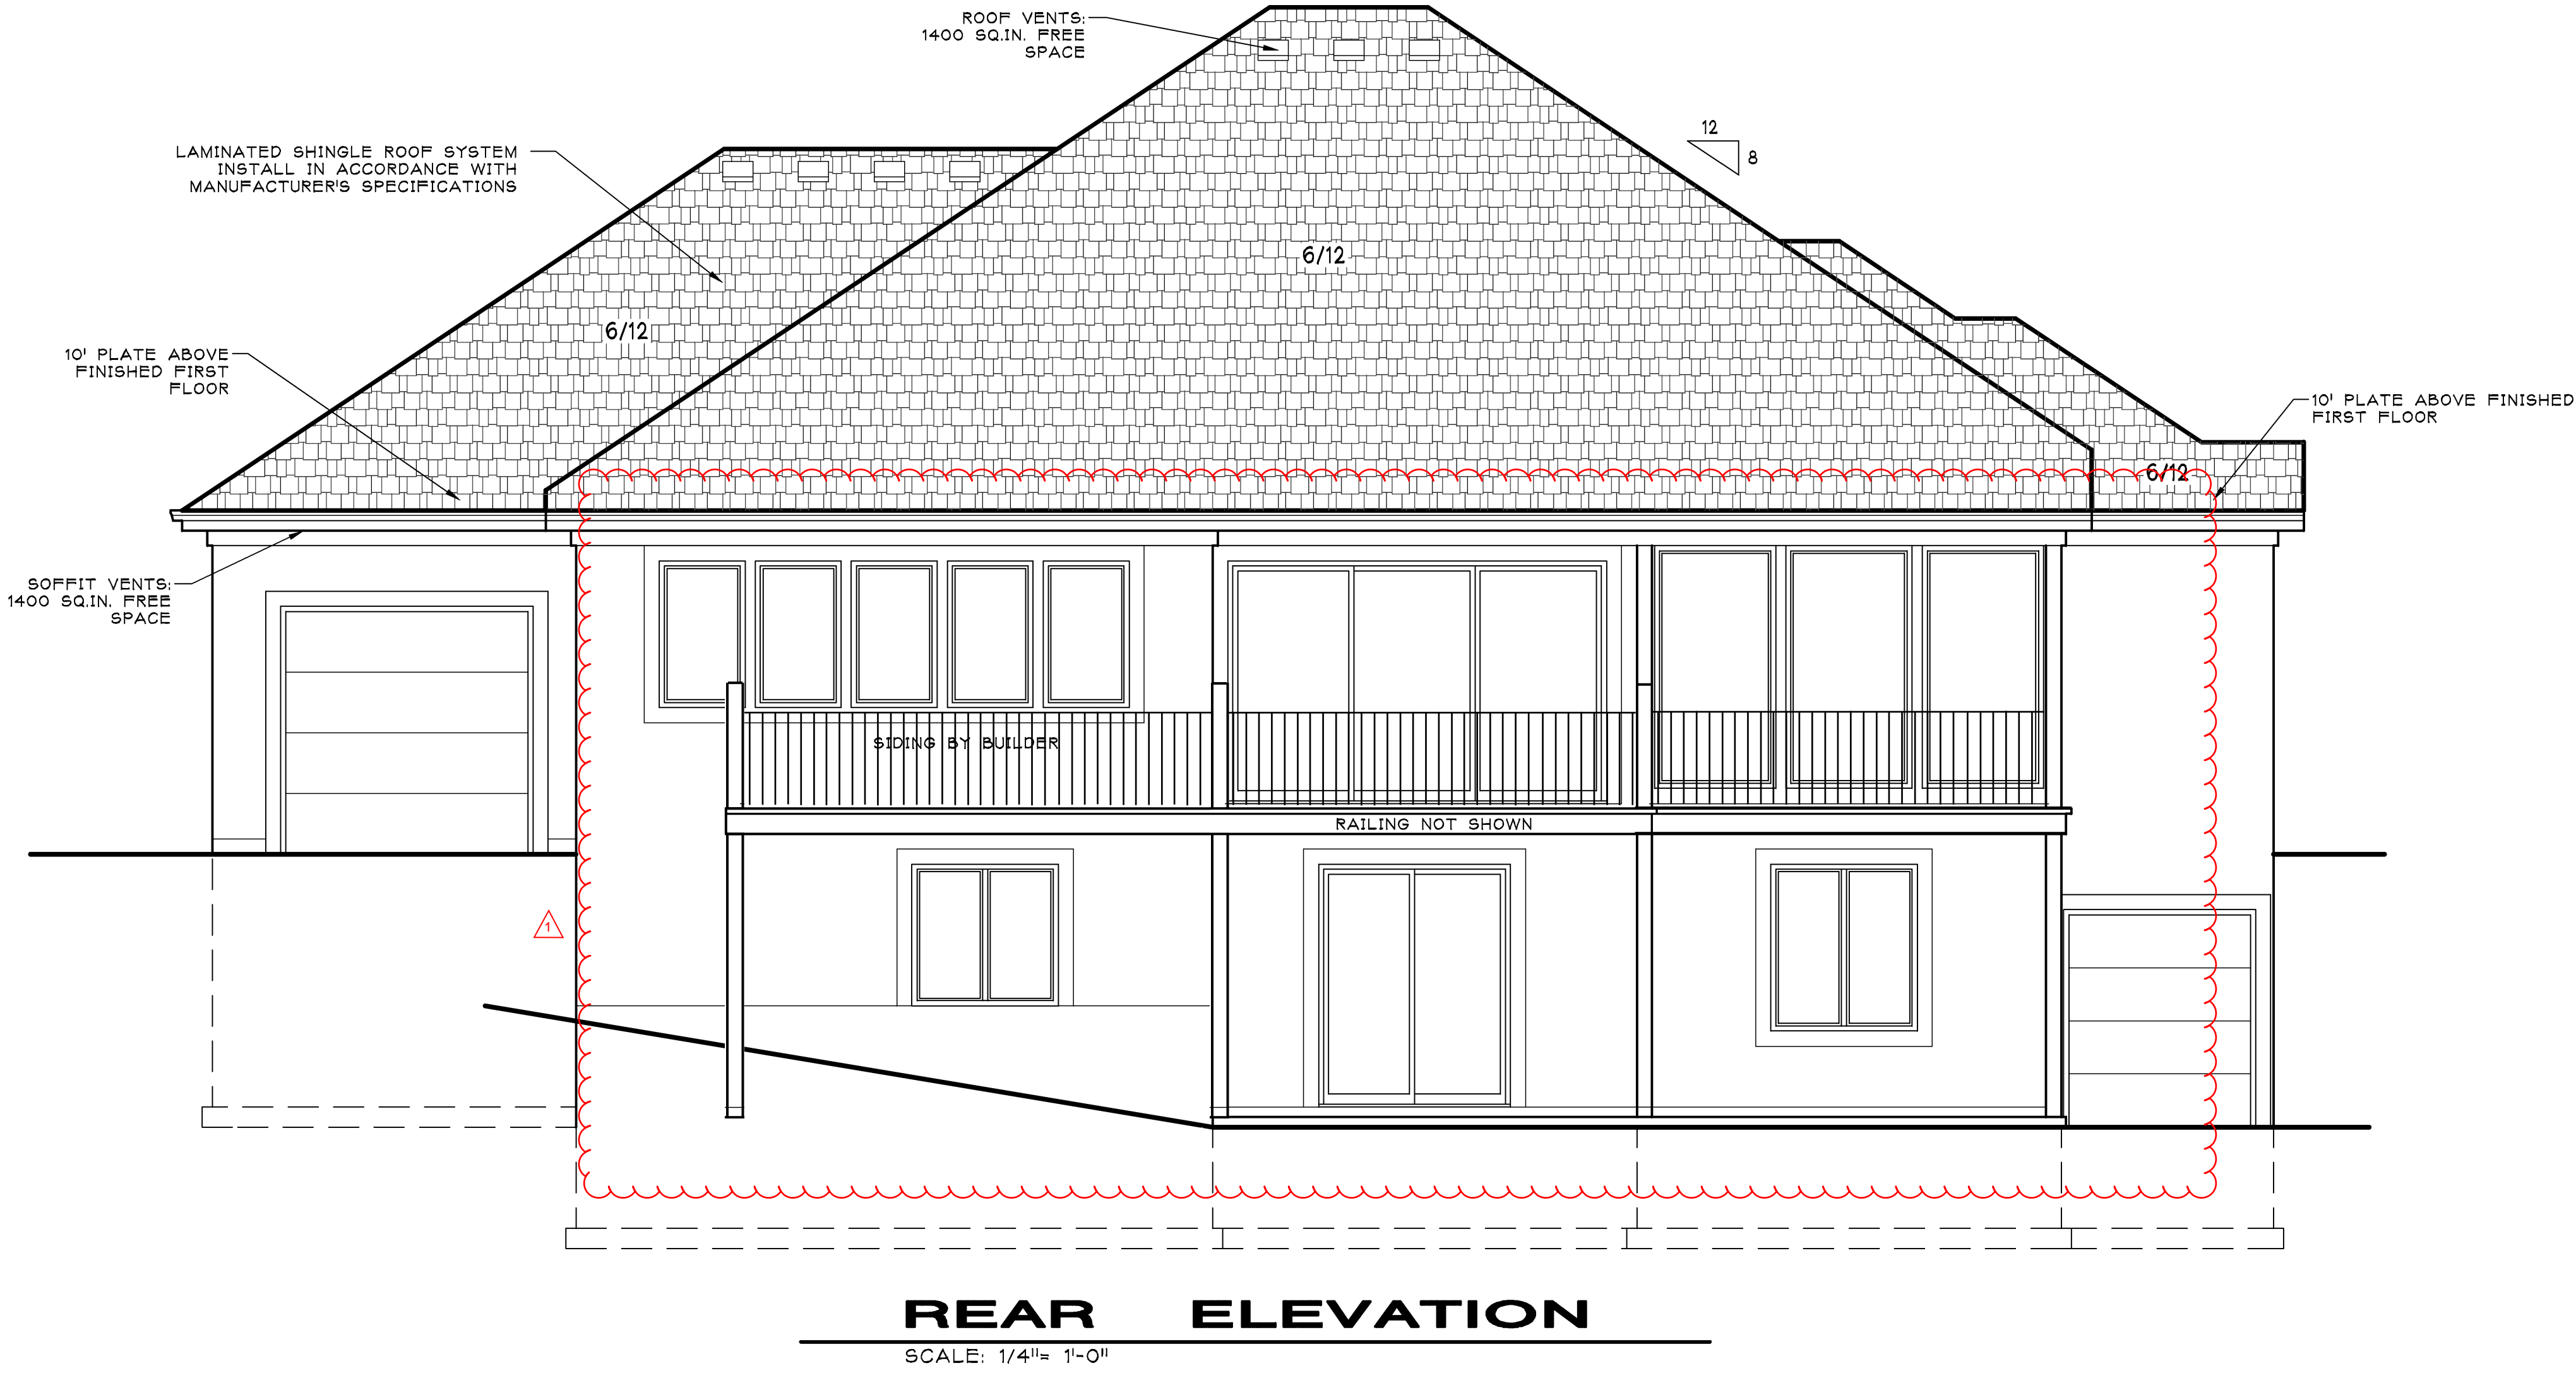 ROOF VENTS:
1400 SQ.IN. FREE
SPACE
12
8
LAMINATED SHINGLE ROOF SYSTEM
INSTALL IN ACCORDANCE WITH
MANUFACTURER'S SPECIFICATIONS
6/12
6/12
10' PLATE ABOVE
FINISHED FIRST
FLOOR
10' PLATE ABOVE FINISHED
FIRST FLOOR
6/12
SOFFIT VENTS:
1400 SQ.IN. FREE
SPACE
SIDING BY BUILDER
RAILING NOT SHOWN
1
REAR ELEVATION
SCALE: 1/4"= 1'-0"